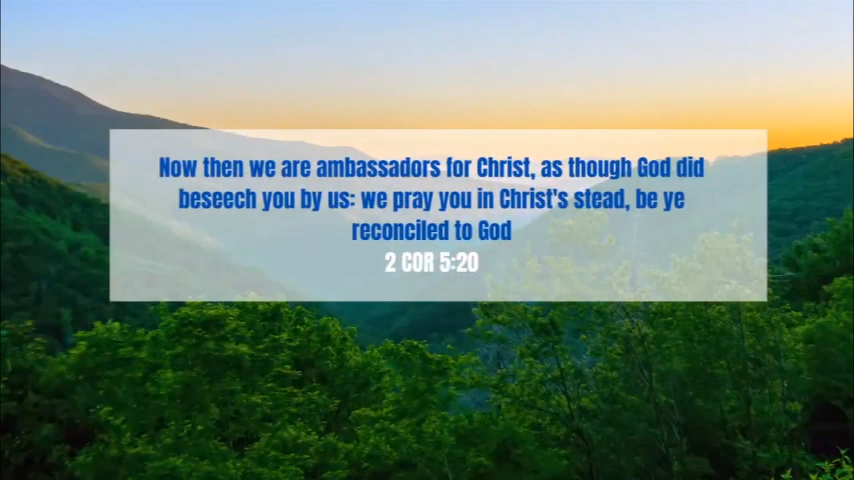 Now then we are ambassadors for Christ, as though God did
beseech you by us: we pray you in Christ's stead, be ye
reconciled to God
2 COR 5:20